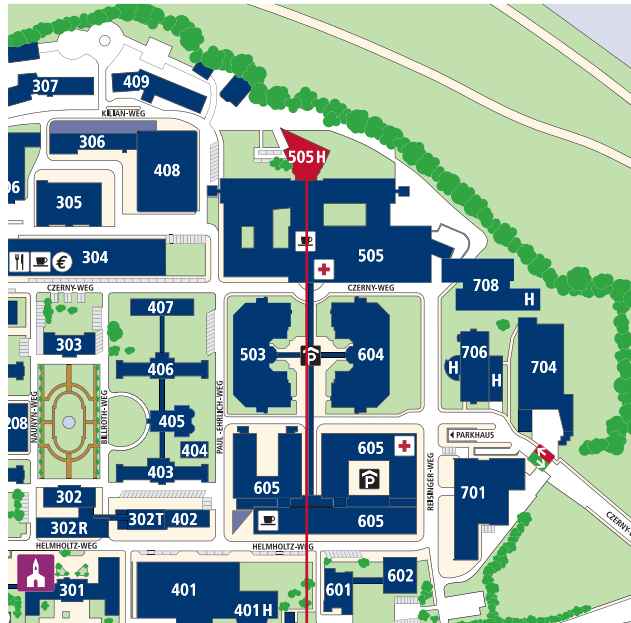 307
409
KILIAN-WEG
306
408
505 H
06
305
505
304
€
CZERNY-WEG
CZERNY-WEG
708
H
407
303
503
604
706
H
H
704
406
NAUNYN-WEG
BILLROTH-WEG
PAUL-EHRLICH-WEG
208
405
404
403
605
605
PARKHAUS
REISINGER-WEG
701
302
302R
302T
402
605
HELMHOLTZ-WEG
HELMHOLTZ-WEG
CZERNY-
301
401
401 H
601
602